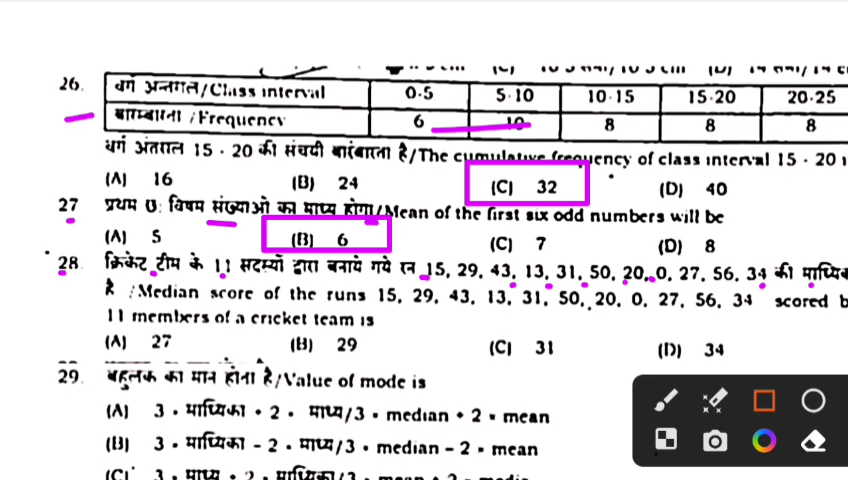 26. वर्ग अन्तराल/Class interval 0-5 5-10 10-15 15-20 20-25
बारम्बारता/Frequency 6 10 8 8 8
वर्ग अंतराल 15 - 20 की संचयी बारंबारता है/The cumulative frequency of class interval 15 - 20 i
(A) 16 (B) 24 (C) 32 (D) 40
27 प्रथम छः विषम संख्याओं का माध्य होगा/Mean of the first six odd numbers will be
(A) 5 (B) 6 (C) 7 (D) 8
28. क्रिकेट टीम के 11 सदस्यों द्वारा बनाये गये रन 15, 29, 43, 13, 31, 50, 20, 0, 27, 56, 34 की माध्यिक
है /Median score of the runs 15, 29, 43, 13, 31, 50, 20, 0, 27, 56, 34 scored b
11 members of a cricket team is
(A) 27 (B) 29 (C) 31 (D) 34
29. बहुलक का मान होता है/Value of mode is
(A) 3 • माध्यिका + 2 • माध्य/3 • median + 2 • mean
(B) 3 • माध्यिका - 2 • माध्य/3 • median - 2 • mean
(C) 3 • माध्य + 2 • माध्यिका/3 • mean + 2 •